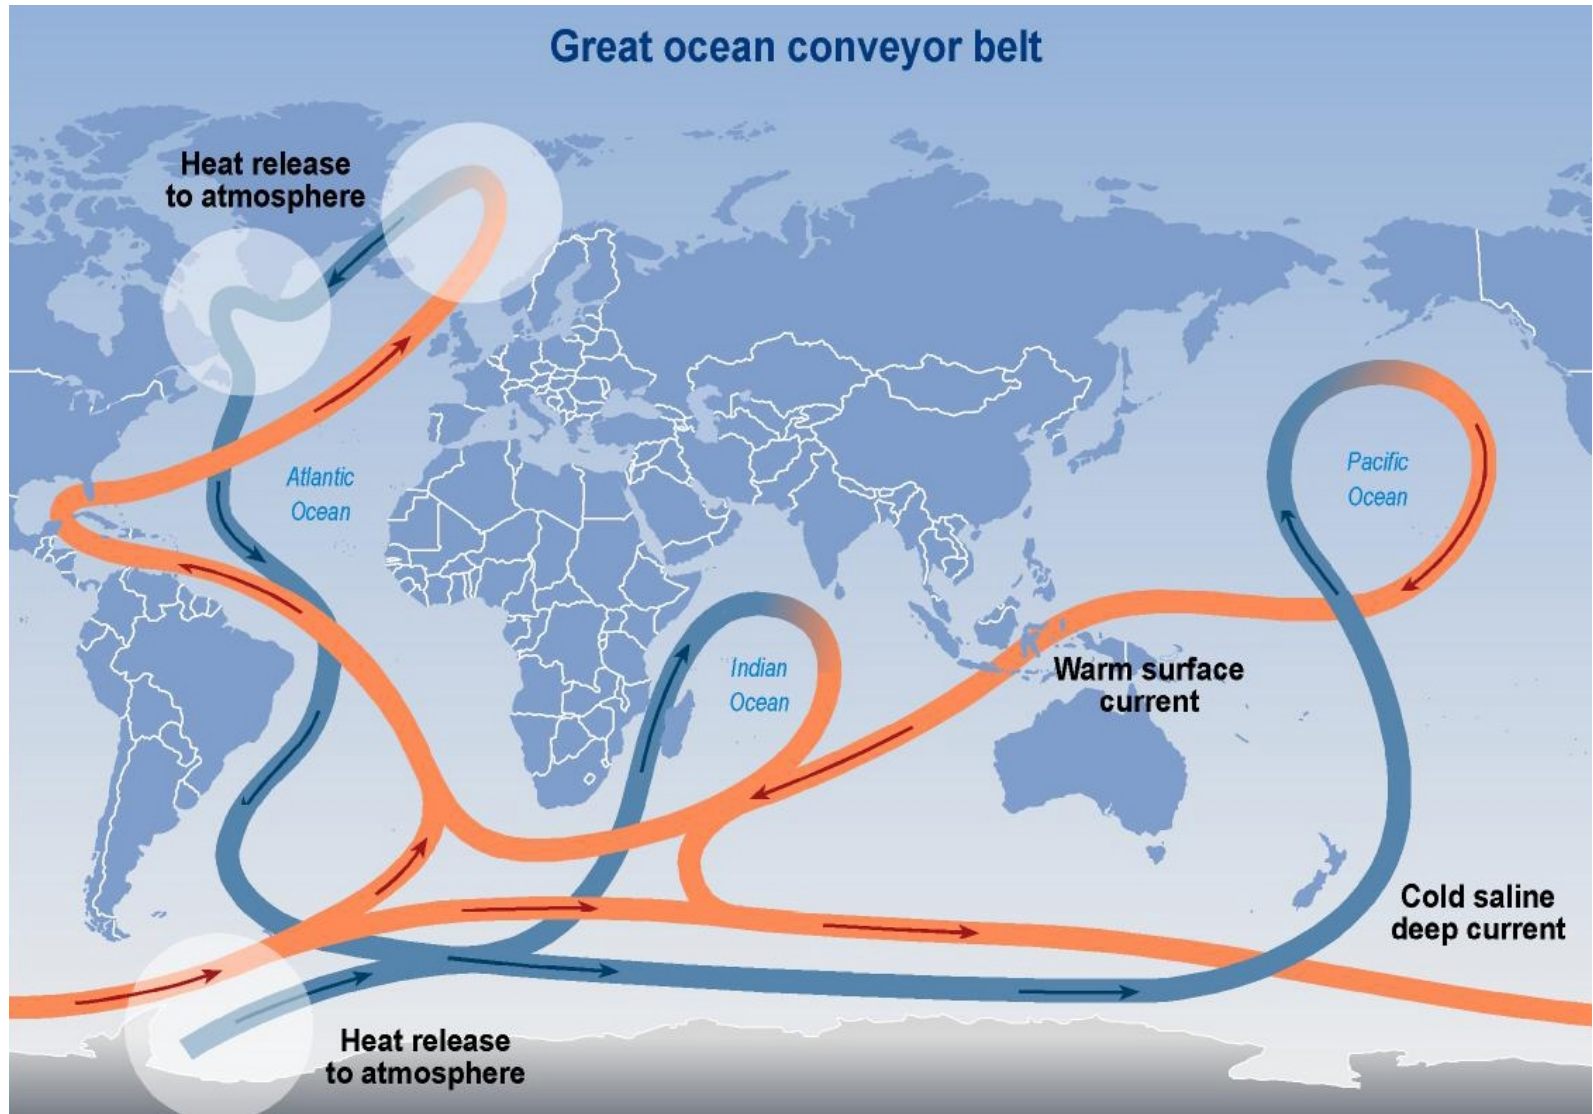 Great ocean conveyor belt
Heat release
to atmosphere
Atlantic
Ocean
Pacific
Ocean
Indian
Ocean
Warm surface
current
Cold saline
deep current
Heat release
to atmosphere